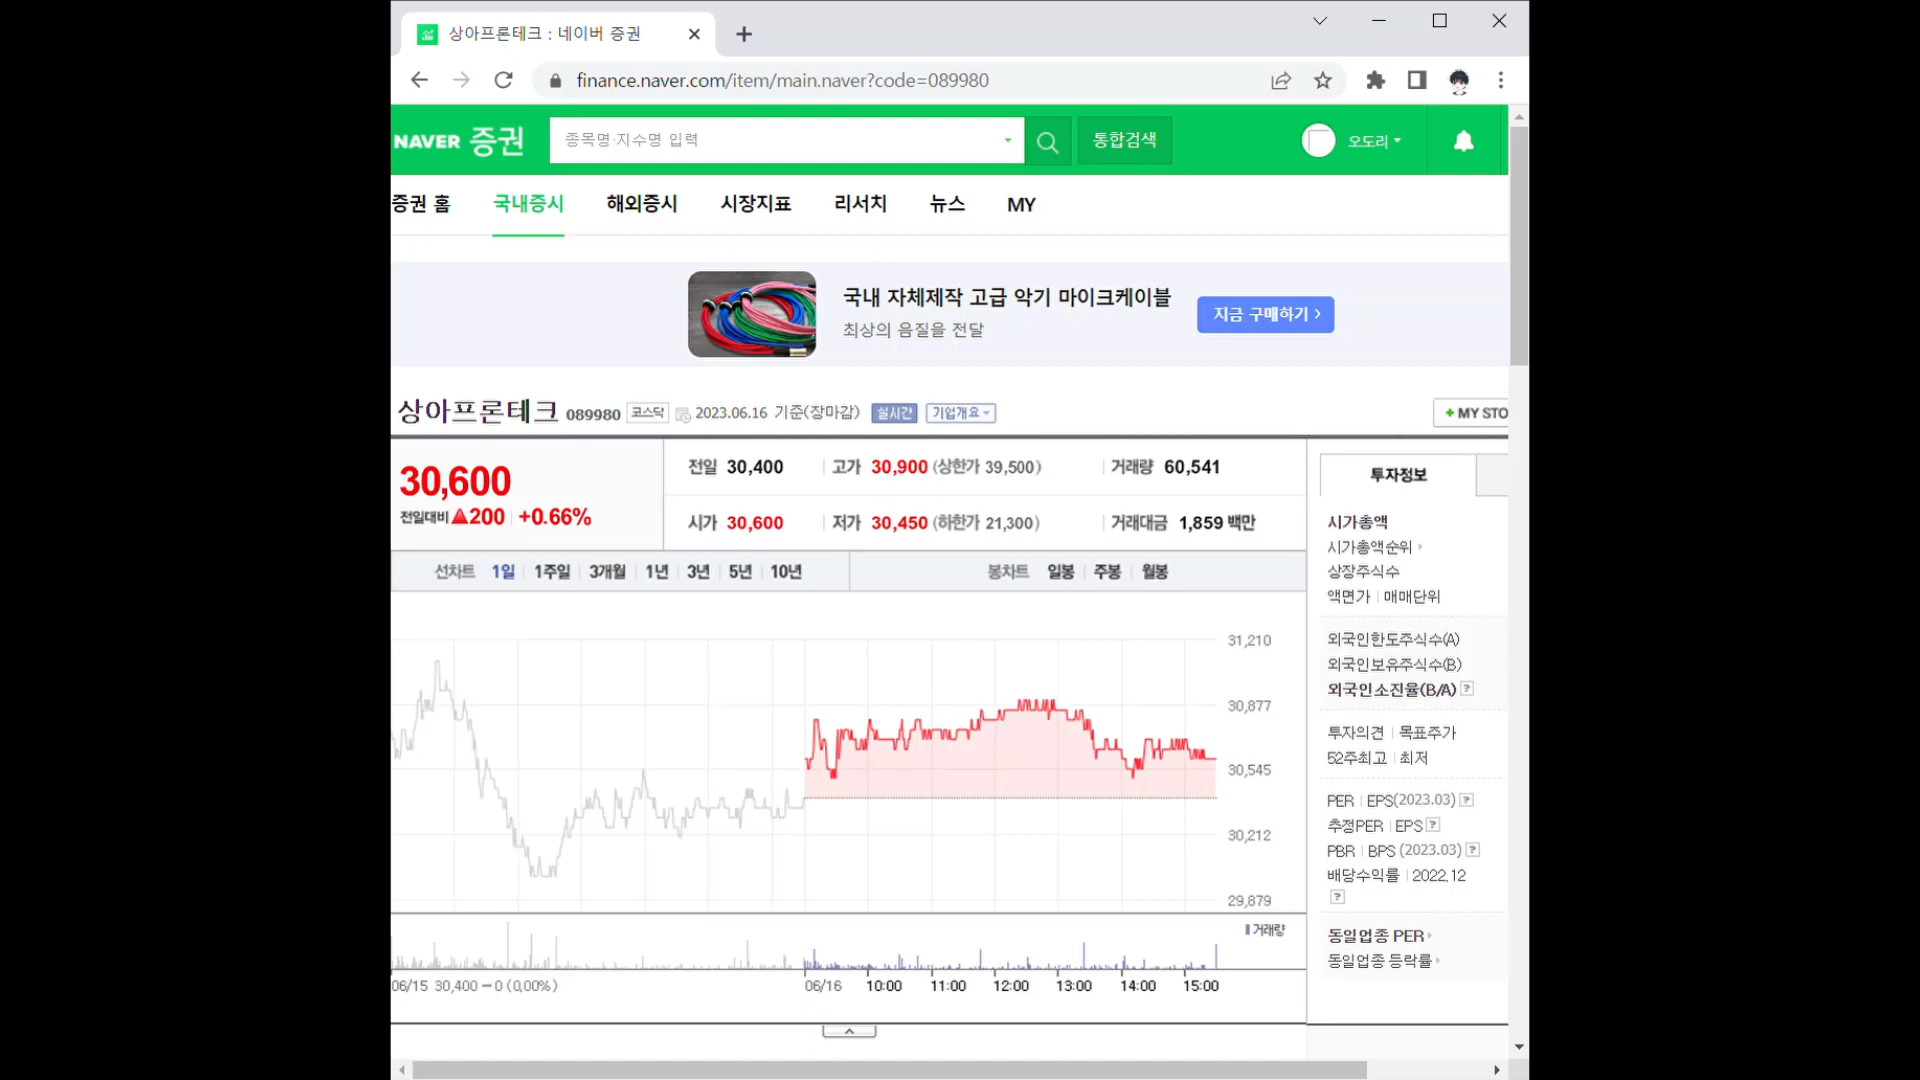 상아프론테크 : 네이버 증권
finance.naver.com/item/main.naver?code=089980
NAVER 증권
종목명·지수명 입력
통합검색
오도리
증권 홈 국내증시 해외증시 시장지표 리서치 뉴스 MY
국내 자체제작 고급 악기 마이크케이블
최상의 음질을 전달
지금 구매하기 >
상아프론테크 089980 코스닥 2023.06.16 기준(장마감) 실시간 기업개요
+ MY STO
30,600
전일대비 ▲200 +0.66%
전일 30,400 고가 30,900 (상한가 39,500) 거래량 60,541
시가 30,600 저가 30,450 (하한가 21,300) 거래대금 1,859 백만
선차트 1일 1주일 3개월 1년 3년 5년 10년
봉차트 일봉 주봉 월봉
31,210
30,877
30,545
30,212
29,879
거래량
06/15 30,400 − 0 (0.00%)
06/16 10:00 11:00 12:00 13:00 14:00 15:00
투자정보
시가총액
시가총액순위
상장주식수
액면가 | 매매단위
외국인한도주식수(A)
외국인보유주식수(B)
외국인소진율(B/A) ?
투자의견 | 목표주가
52주최고 | 최저
PER | EPS(2023.03) ?
추정PER | EPS ?
PBR | BPS (2023.03) ?
배당수익률 | 2022.12
?
동일업종 PER
동일업종 등락률